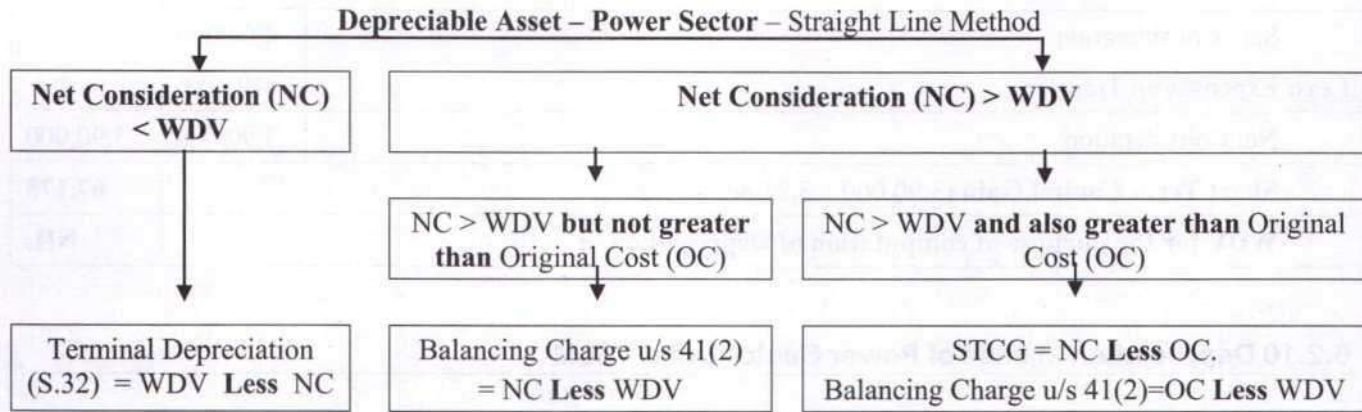 Depreciable Asset – Power Sector – Straight Line Method
Net Consideration (NC)
< WDV
Net Consideration (NC) > WDV
NC > WDV but not greater
than Original Cost (OC)
NC > WDV and also greater than Original
Cost (OC)
Terminal Depreciation
(S.32) = WDV Less NC
Balancing Charge u/s 41(2)
= NC Less WDV
STCG = NC Less OC,
Balancing Charge u/s 41(2)=OC Less WDV